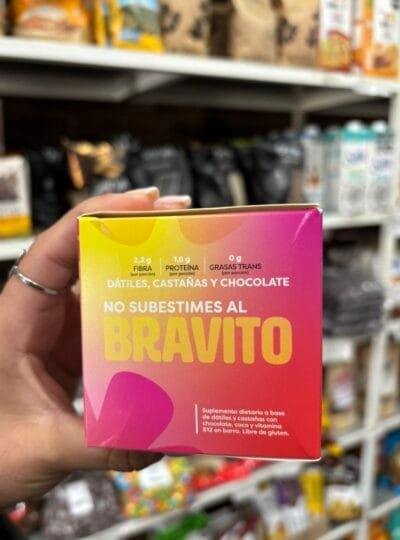 2,3 g
FIBRA
(por porción)
1,6 g
PROTEÍNA
(por porción)
0 g
GRASAS TRANS
(por porción)
DÁTILES, CASTAÑAS Y CHOCOLATE
NO SUBESTIMES AL
BRAVITO
Suplemento dietario a base
de dátiles y castañas con
chocolate, coco y vitamina
B12 en barra. Libre de gluten.